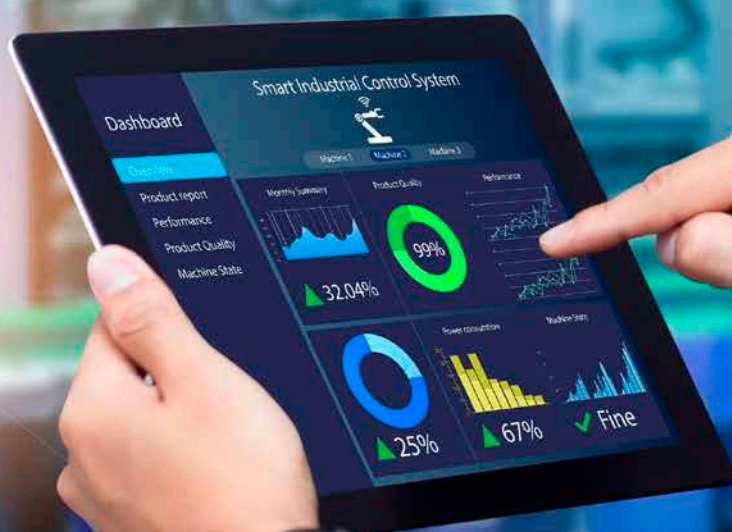 Smart Industrial Control System
Dashboard
Machine 1 Machine 2 Machine 3
Overview
Product report
Performance
Product Quality
Machine State
Monthly Summary
32.04%
Product Quality
99%
Performance
25%
Power consumtion
67%
Machine State
Fine